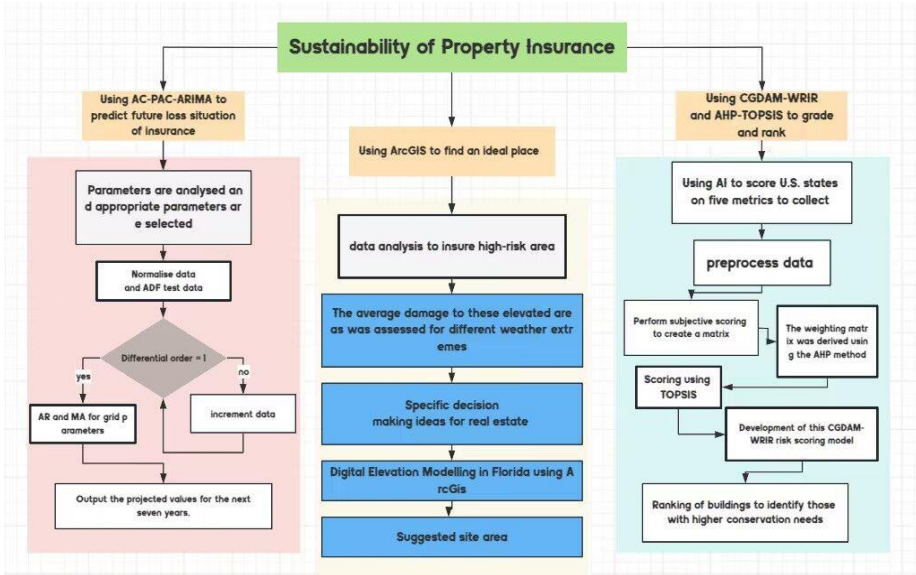 Sustainability of Property Insurance
Using AC-PAC-ARIMA to
predict future loss situation
of insurance
Parameters are analysed an
d appropriate parameters ar
e selected
Normalise data
and ADF test data
Differential order = 1
yes
no
AR and MA for grid p
arameters
increment data
Output the projected values for the next
seven years.
Using ArcGIS to find an ideal place
data analysis to insure high-risk area
The average damage to these elevated are
as was assessed for different weather extr
emes
Specific decision
making ideas for real estate
Digital Elevation Modelling in Florida using A
rcGis
Suggested site area
Using CGDAM-WRIR
and AHP-TOPSIS to grade
and rank
Using AI to score U.S. states
on five metrics to collect
preprocess data
Perform subjective scoring
to create a matrix
The weighting matr
ix was derived usin
g the AHP method
Scoring using
TOPSIS
Development of this CGDAM-
WRIR risk scoring model
Ranking of buildings to identify those
with higher conservation needs